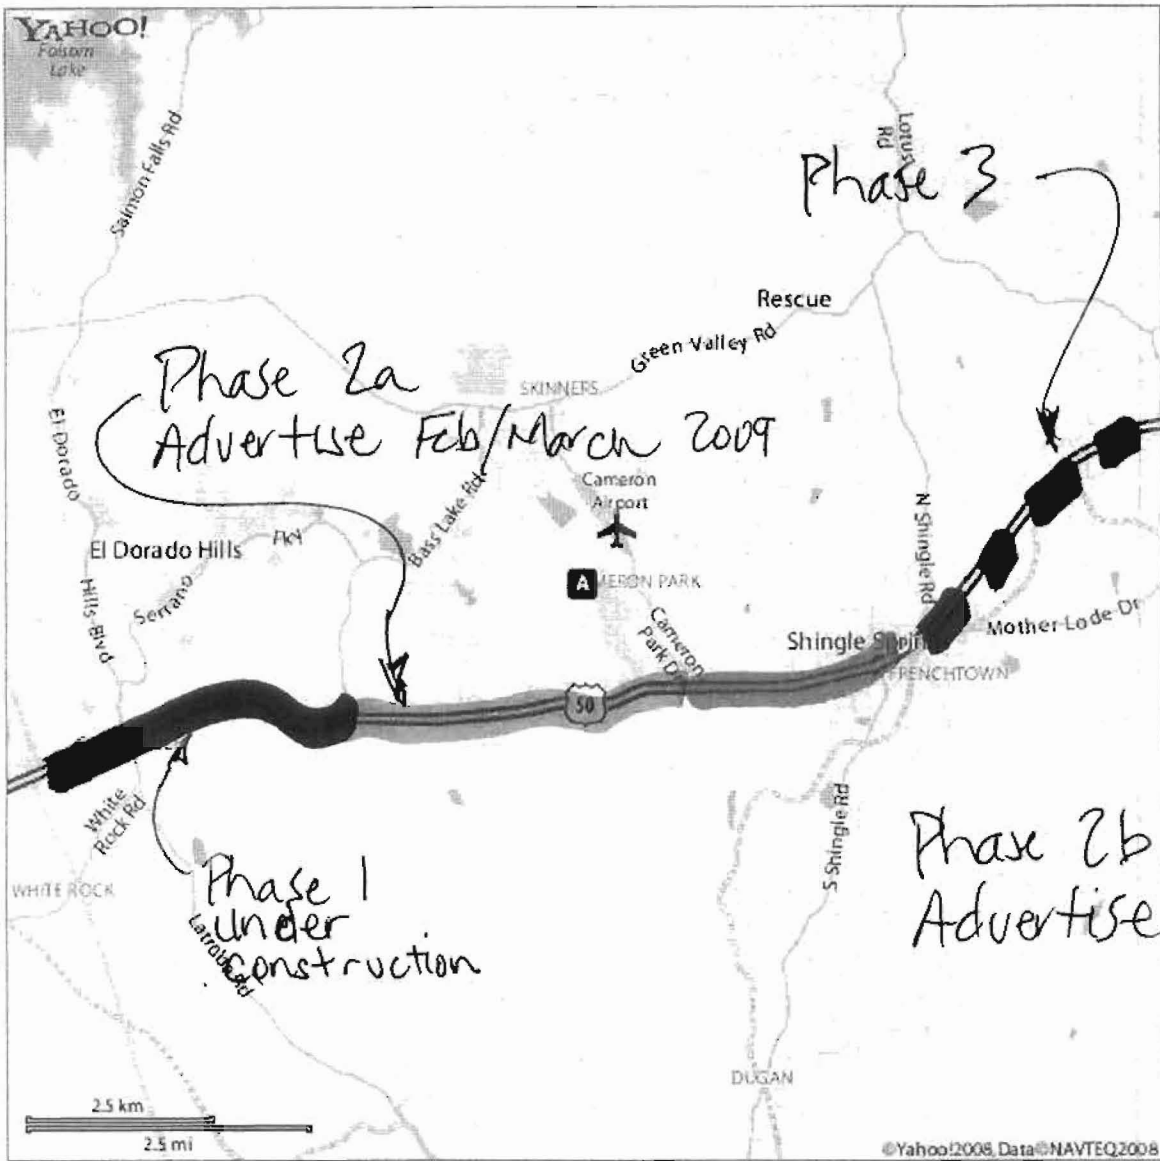 YAHOO!
Folsom
Lake
Salmon Falls Rd
Lotus
Rd
Phase 3
Rescue
Green Valley Rd
Phase 2a
SKINNERS
Advertise Feb/March 2009
El Dorado
Hills Blvd
Bass Lake Rd
Cameron
Airport
N Shingle Rd
El Dorado Hills
Pky
Serrano
A
MERON PARK
Cameron
Park Dr
Mother Lode Dr
Shingle Sprin
FRENCHTOWN
50
White
Rock Rd
S Shingle Rd
Phase 2b
Advertise
WHITE ROCK
Phase 1
under
construction
Latrobe Rd
DUGAN
2.5 km
2.5 mi
©Yahoo!2008, Data©NAVTEQ2008